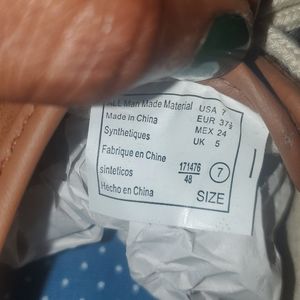 ALL Man Made Material
Made in China
Synthetiques
Fabrique en Chine
sinteticos
Hecho en China
USA 7
EUR 37½
MEX 24
UK 5
171476
48
7
SIZE